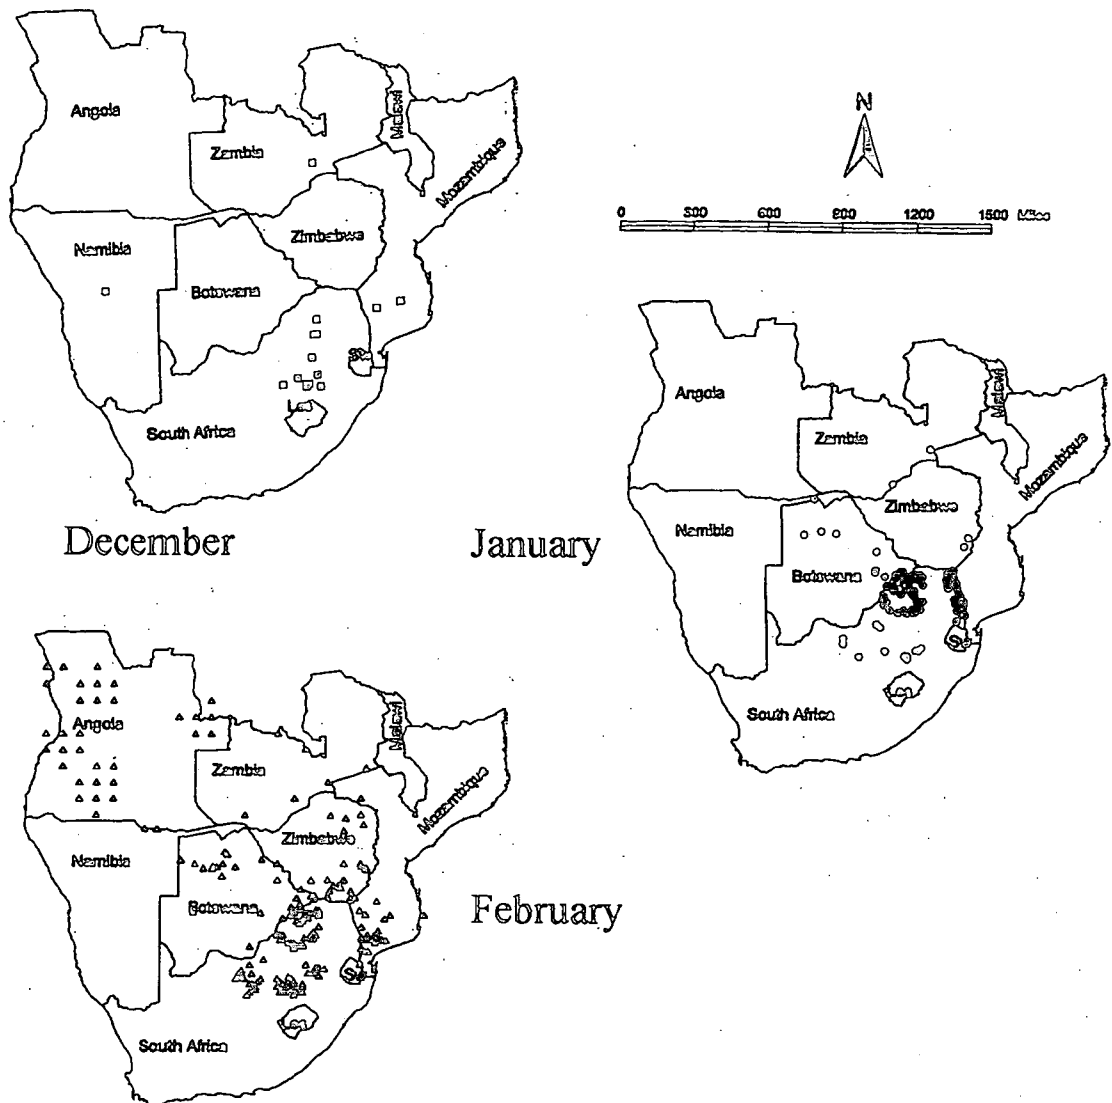 Angola
Zambia
Malawi
Mozambique
Namibia
Zimbabwe
Botswana
South Africa
December
N
0 300 600 900 1200 1500 Miles
Angola
Zambia
Malawi
Mozambique
Namibia
Zimbabwe
Botswana
South Africa
January
Angola
Zambia
Malawi
Mozambique
Namibia
Zimbabwe
Botswana
South Africa
February